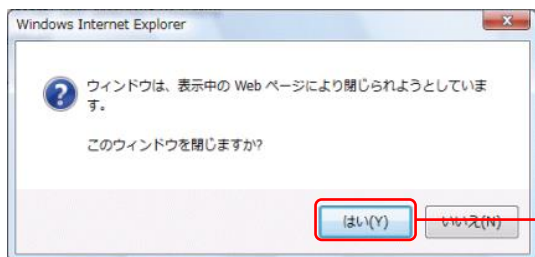 Windows Internet Explorer
ウィンドウは、表示中の Web ページにより閉じられようとしていま
す。
このウィンドウを閉じますか?
はい(Y)
いいえ(N)